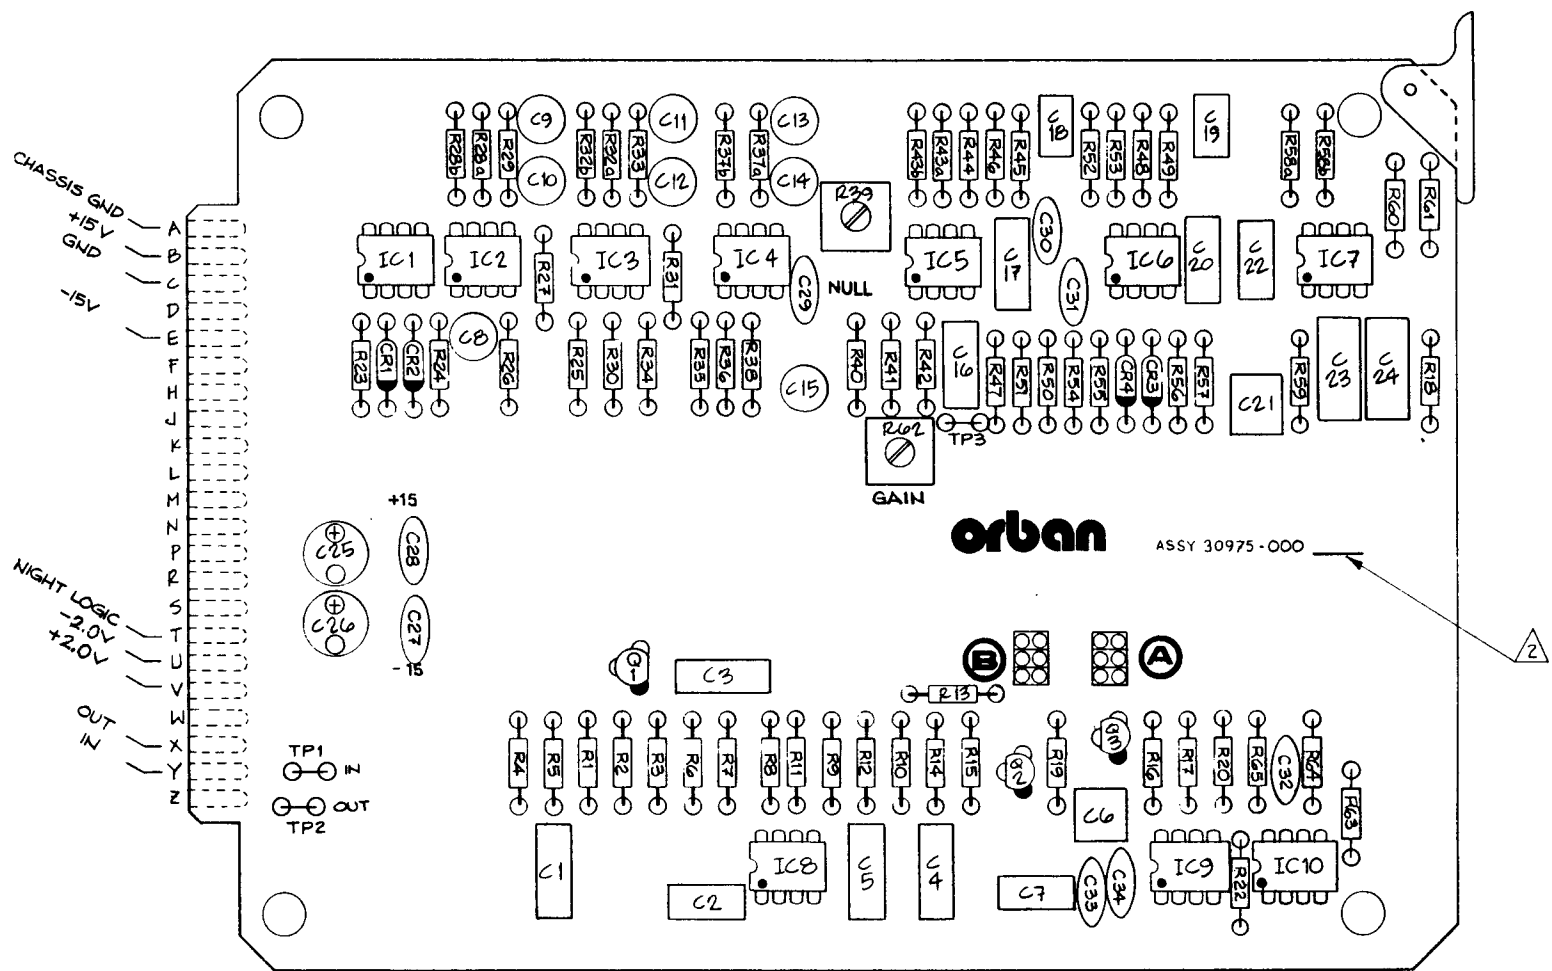 CHASSIS GND
+15V
GND
-15V
NIGHT LOGIC
-2.0V
+2.0V
OUT
IN
A
B
C
D
E
F
H
J
K
L
M
N
P
R
S
T
U
V
W
X
Y
Z
R28b R28a R29 C9 R32b R32a R33 C11 R37b R37a C13
C10 C12 C14
R39
R43b R43a R44 R46 R45 C18 R52 R53 R48 R49 C19 R58a R58b
R60 R61
IC1 IC2 R27 IC3 R31 IC4 C29 NULL IC5 C17 C30 C31 IC6 C20 C22 IC7
R23 CR1 CR2 R24 C8 R26 R25 R30 R34 R35 R36 R38 C15 R40 R41 R42 C16 R47 R51 R50 R54 R55 CR4 CR3 R56 R57 C21 R59 C23 C24 R18
R62
TP3
GAIN
+15
C25 C28
C26 C27
-15
orban
ASSY 30975-000
2
B A
Q1 C3
R13
TP1
IN
OUT
TP2
R4 R5 R1 R2 R3 R6 R7 R8 R11 R9 R12 R10 R14 R15 Q2 R19 Q3 R16 R17 R20 R65 C32 R64
R63
C6
C1 C2 IC8 C5 C4 C7 C33 C34 IC9 R22 IC10